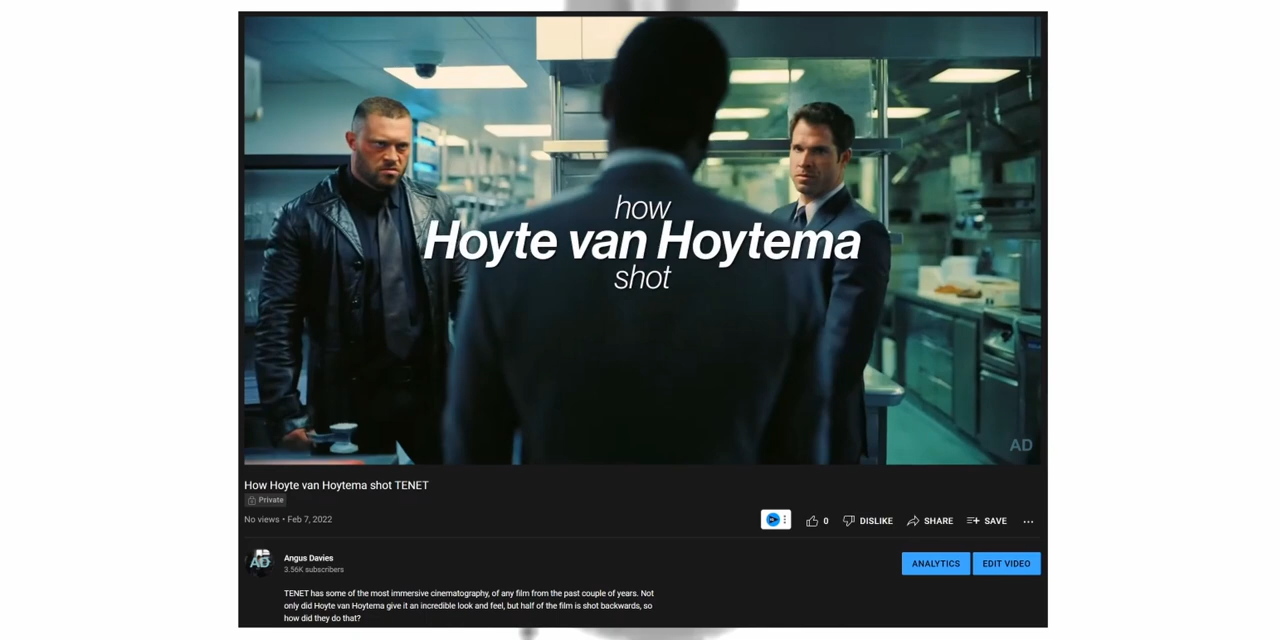 how
Hoyte van Hoytema
shot
AD
How Hoyte van Hoytema shot TENET
Private
No views • Feb 7, 2022
0 DISLIKE SHARE SAVE
AD
Angus Davies
3.56K subscribers
ANALYTICS EDIT VIDEO
TENET has some of the most immersive cinematography, of any film from the past couple of years. Not
only did Hoyte van Hoytema give it an incredible look and feel, but half of the film is shot backwards, so
how did they do that?